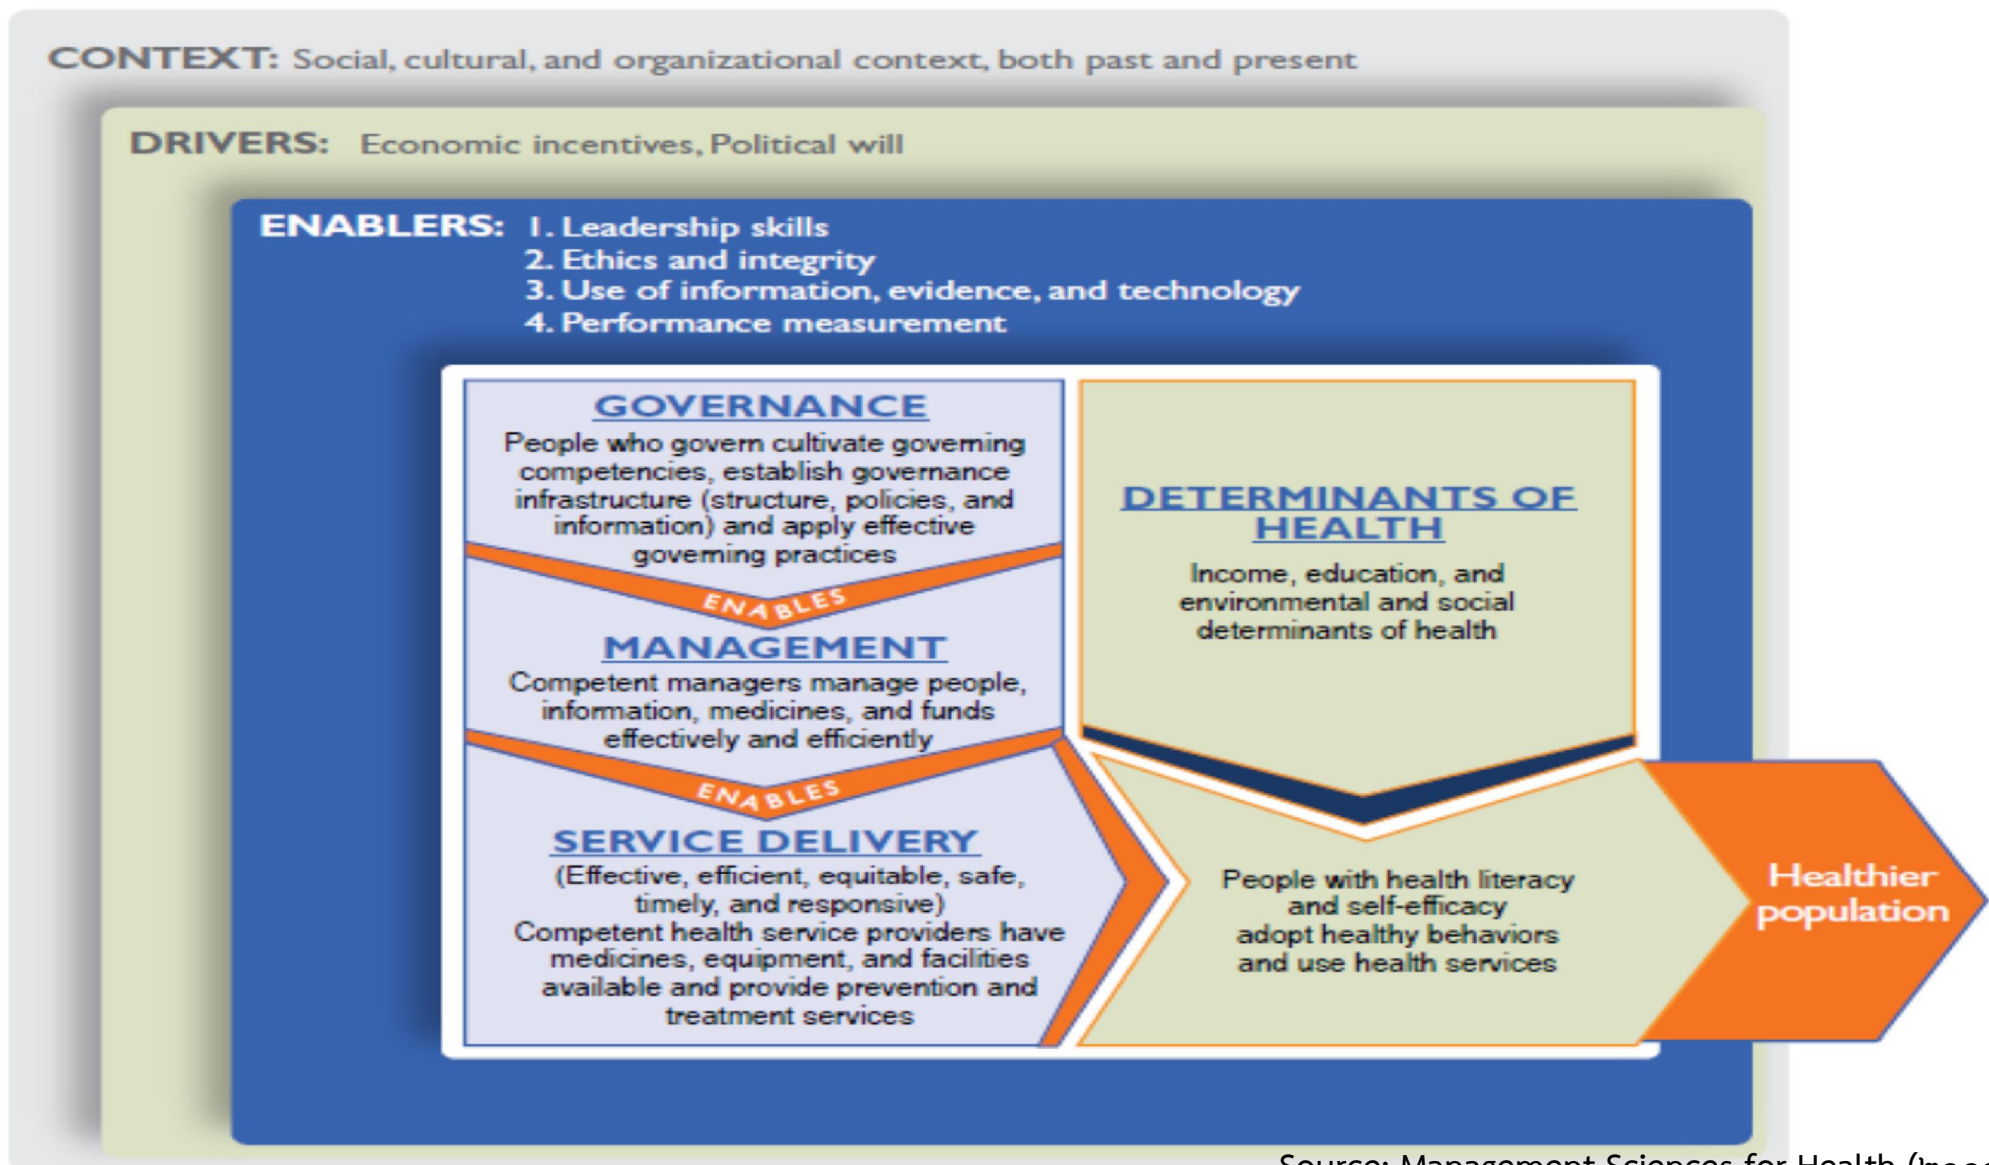 CONTEXT: Social, cultural, and organizational context, both past and present
DRIVERS: Economic incentives, Political will
ENABLERS: 1. Leadership skills
2. Ethics and integrity
3. Use of information, evidence, and technology
4. Performance measurement
GOVERNANCE
People who govern cultivate governing
competencies, establish governance
infrastructure (structure, policies, and
information) and apply effective
governing practices
ENABLES
MANAGEMENT
Competent managers manage people,
information, medicines, and funds
effectively and efficiently
ENABLES
SERVICE DELIVERY
(Effective, efficient, equitable, safe,
timely, and responsive)
Competent health service providers have
medicines, equipment, and facilities
available and provide prevention and
treatment services
DETERMINANTS OF
HEALTH
Income, education, and
environmental and social
determinants of health
People with health literacy
and self-efficacy
adopt healthy behaviors
and use health services
Healthier
population
Source: Management Sciences for Health